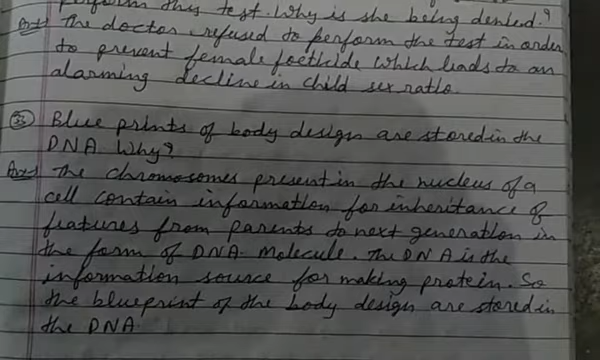 perform this test. Why is she being denied?
Ans) The doctor refused to perform the test in order
to prevent female foeticide which leads to an
alarming decline in child sex ratio.
33 Blue prints of body design are stored in the
DNA. Why?
Ans) The chromosomes present in the nucleus of a
cell contain information for inheritance of
features from parents to next generation in
the form of DNA molecule. The DNA is the
information source for making protein. So
the blueprint of the body design are stored in
the DNA.